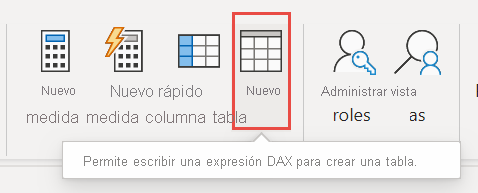 Nuevo Nuevo rápido Nuevo Administrar vista
medida medida columna tabla roles as
Permite escribir una expresión DAX para crear una tabla.